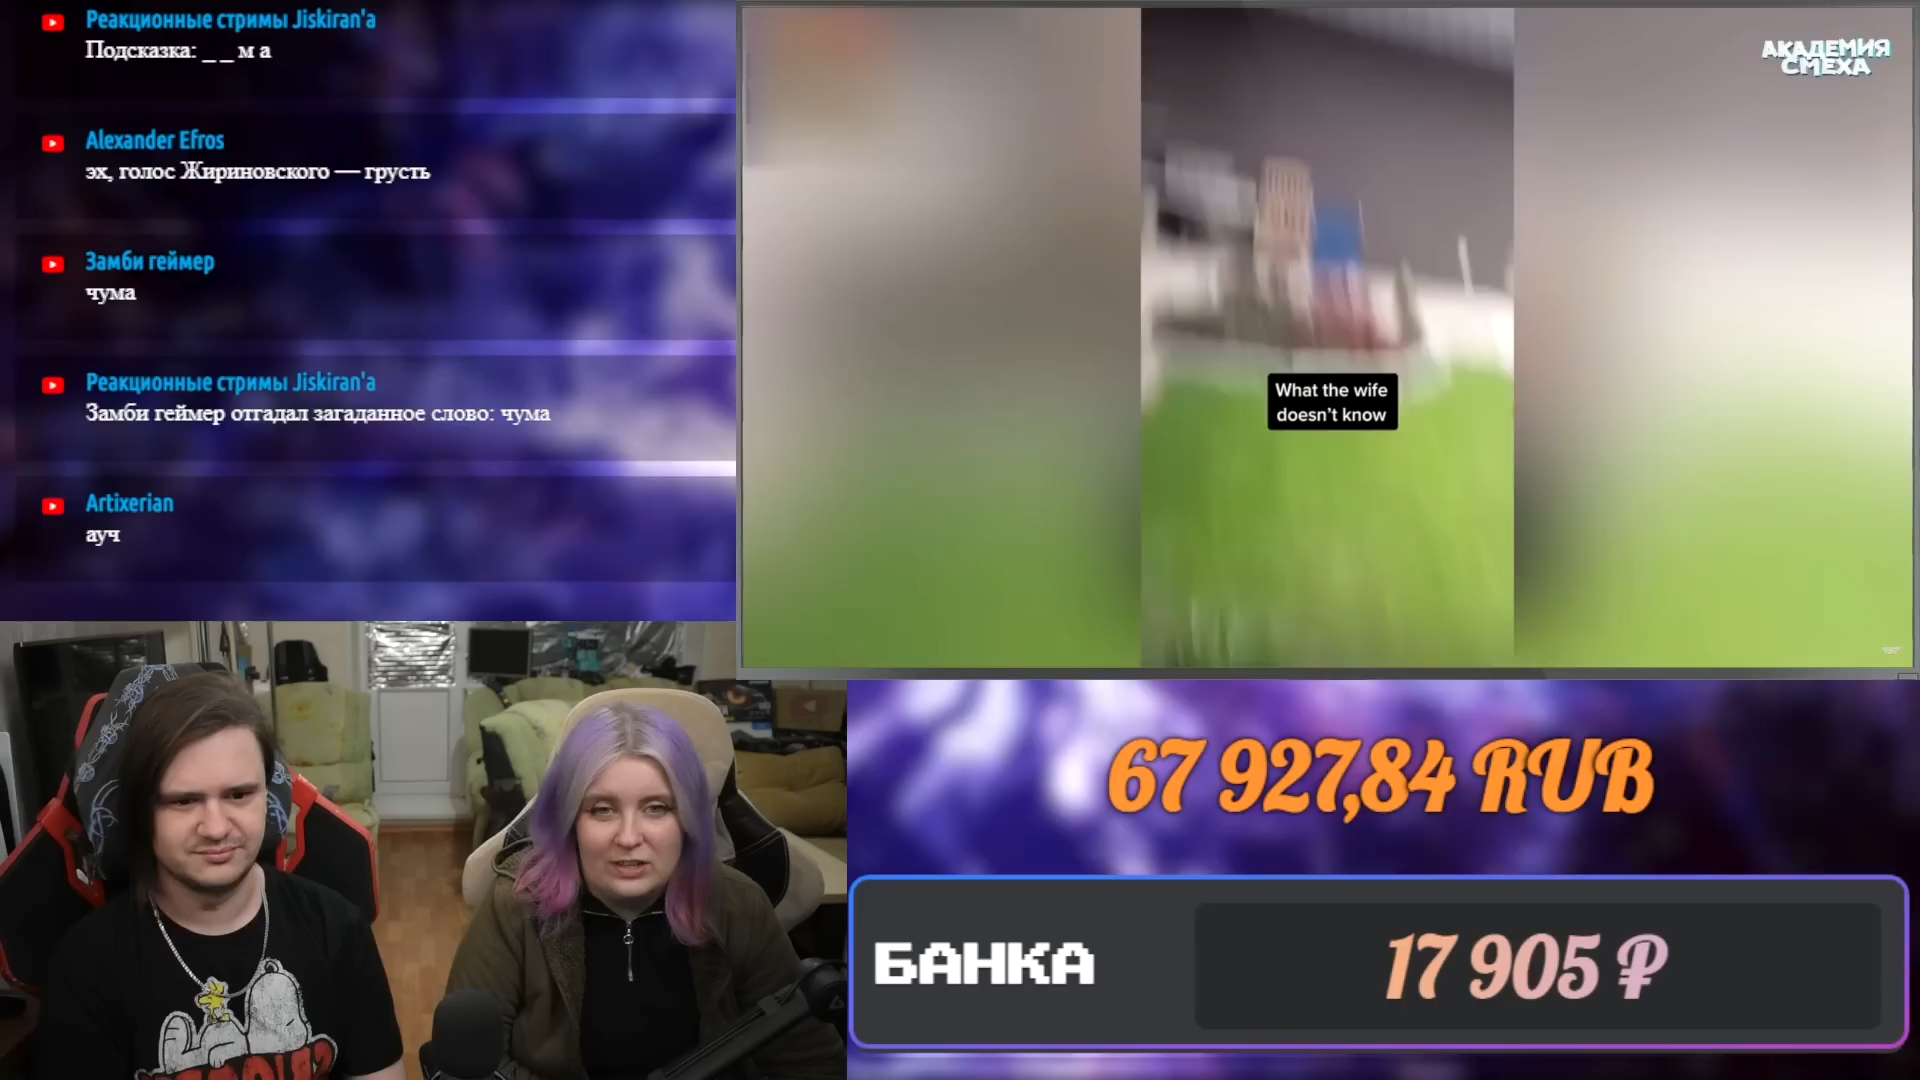 Реакционные стримы Jiskiran'a
Подсказка: _ _ м а
Alexander Efros
эх, голос Жириновского — грусть
Замби геймер
чума
Реакционные стримы Jiskiran'a
Замби геймер отгадал загаданное слово: чума
Artixerian
ауч
АКАДЕМИЯ
СМЕХА
What the wife
doesn't know
67 927,84 RUB
БАНКА
17 905 ₽